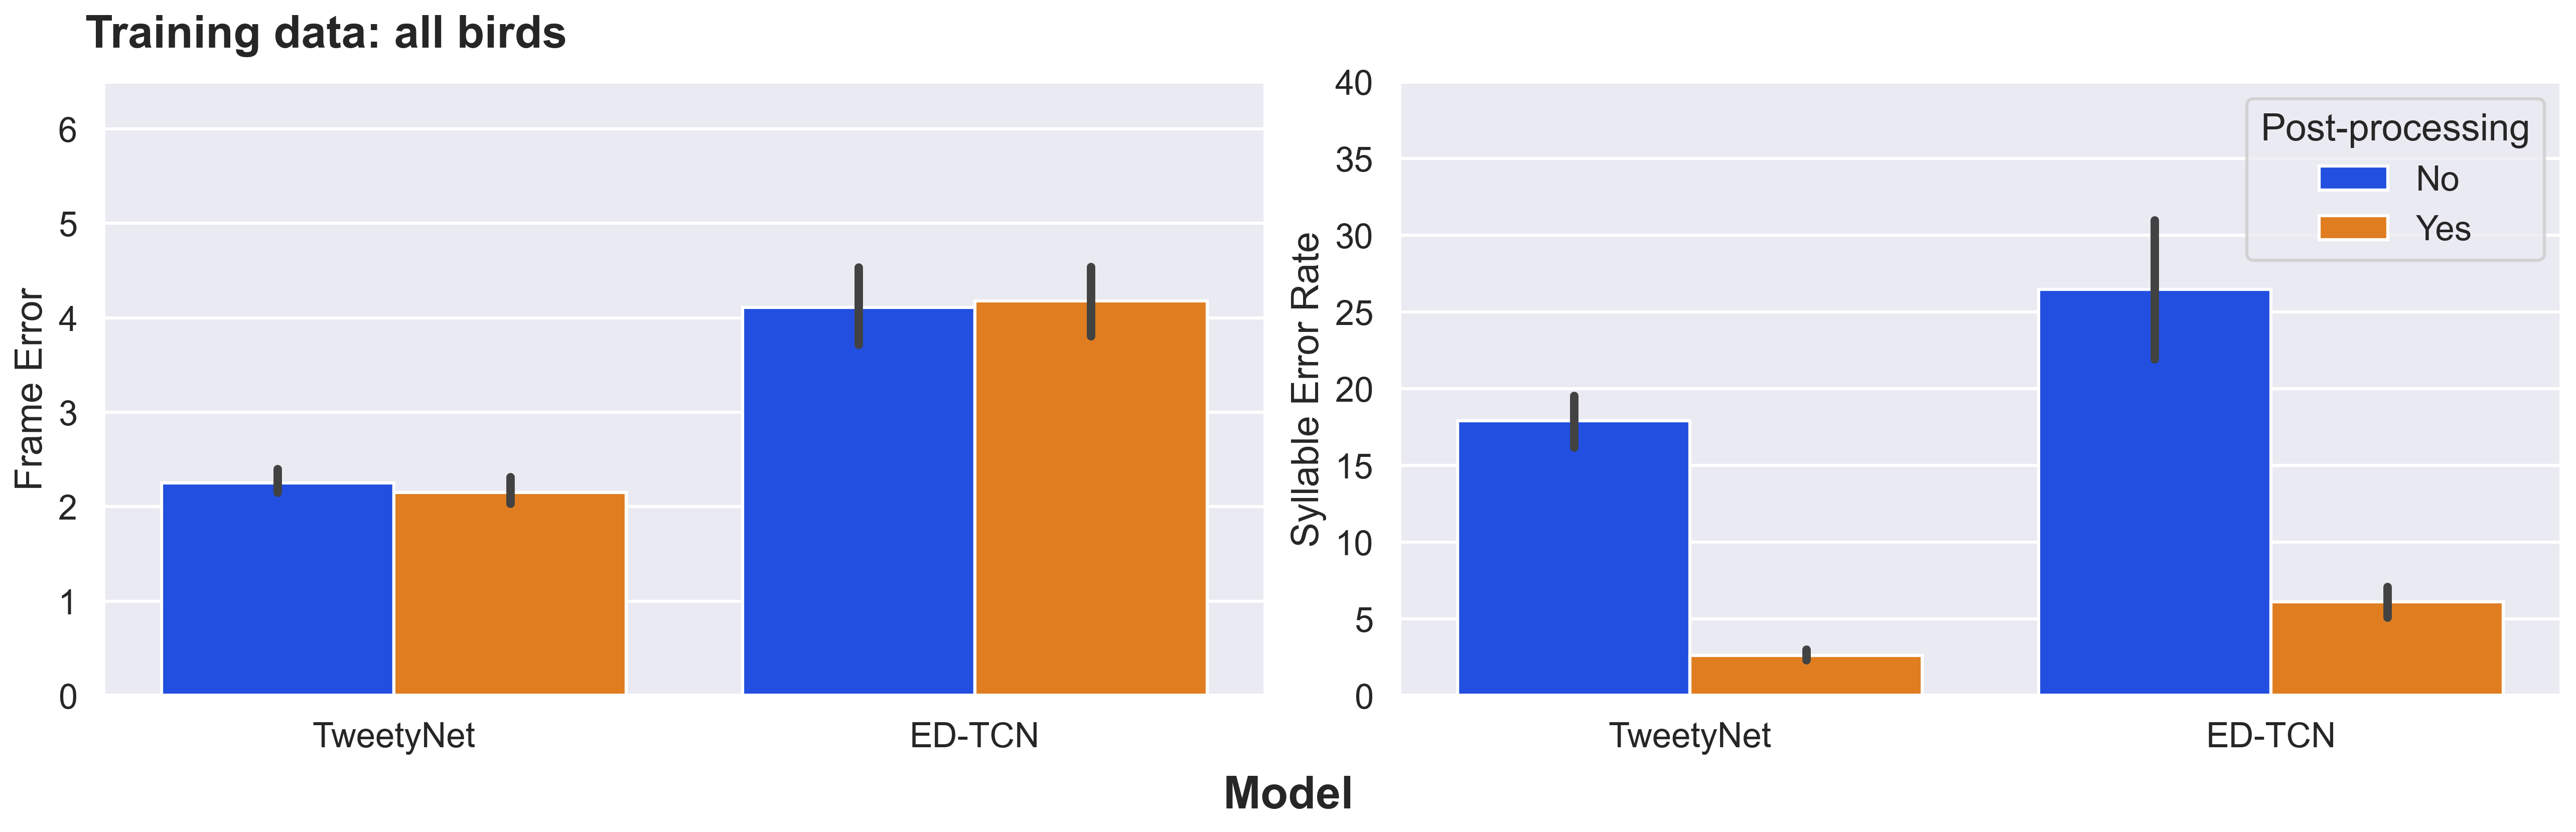 Training data: all birds
Frame Error
6
5
4
3
2
1
0
TweetyNet
ED-TCN
Syllable Error Rate
40
35
30
25
20
15
10
5
0
TweetyNet
ED-TCN
Post-processing
No
Yes
Model